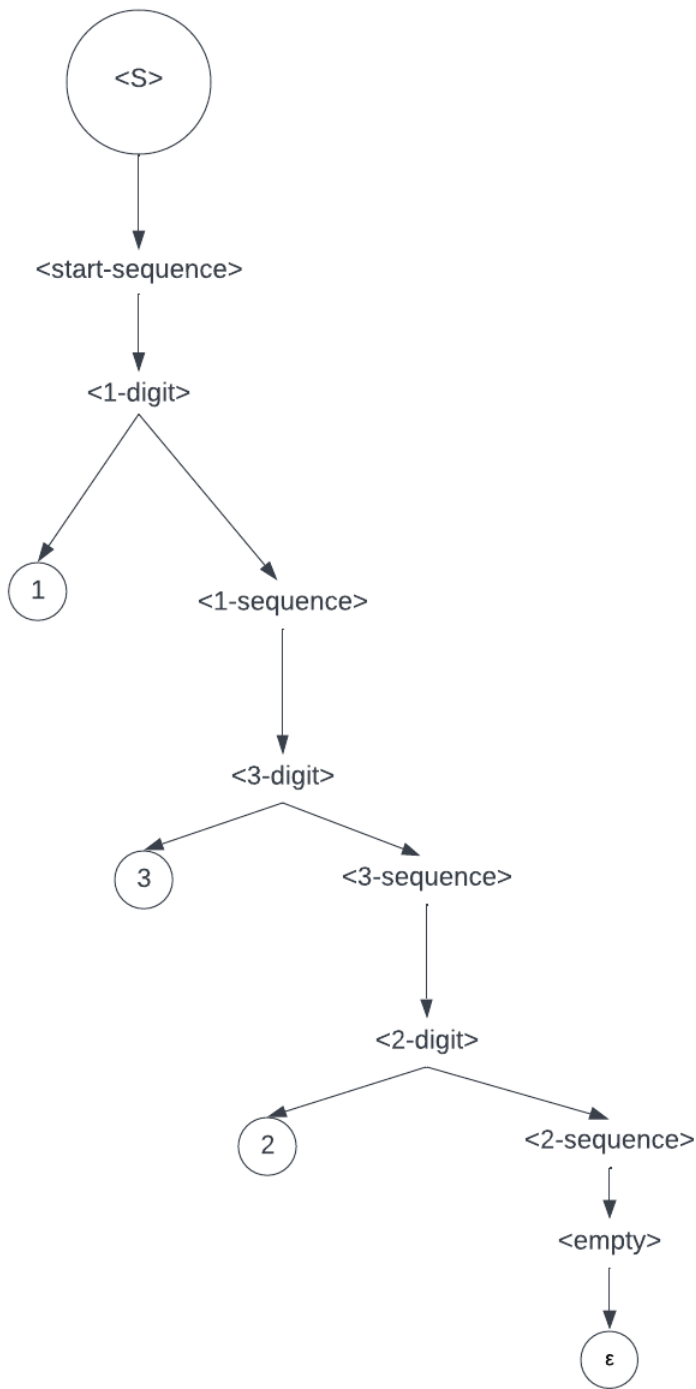 <S>
<start-sequence>
<1-digit>
1
<1-sequence>
<3-digit>
3
<3-sequence>
<2-digit>
2
<2-sequence>
<empty>
ε